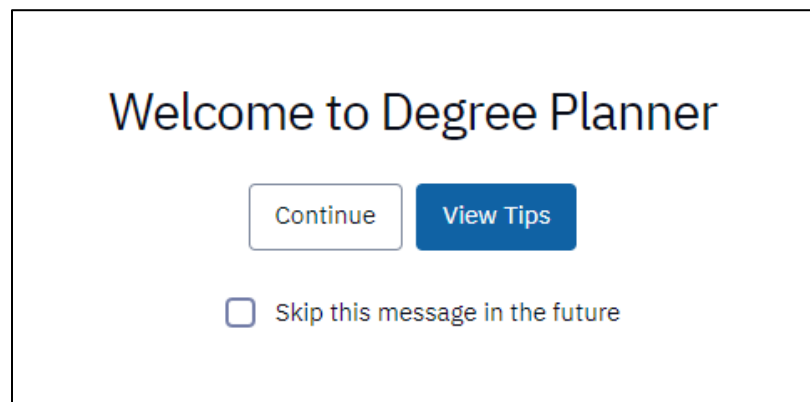 Welcome to Degree Planner
Continue View Tips
Skip this message in the future